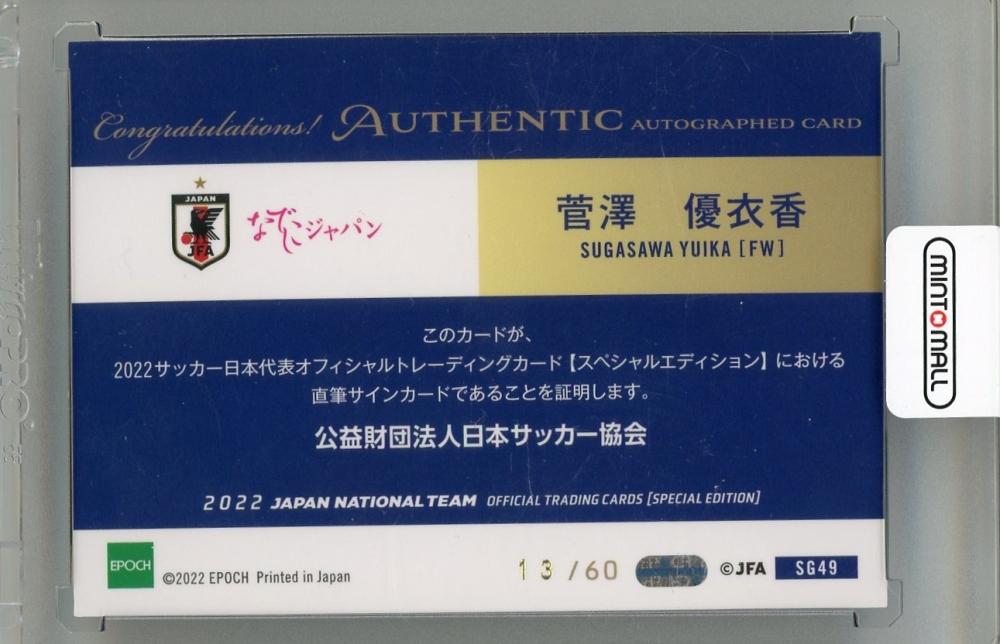 Congratulations! AUTHENTIC AUTOGRAPHED CARD
JAPAN
JFA
なでしこジャパン
菅澤　優衣香
SUGASAWA YUIKA [FW]
このカードが、
2022サッカー日本代表オフィシャルトレーディングカード【スペシャルエディション】における
直筆サインカードであることを証明します。
公益財団法人日本サッカー協会
2022 JAPAN NATIONAL TEAM OFFICIAL TRADING CARDS [SPECIAL EDITION]
EPOCH
©2022 EPOCH Printed in Japan
13 /60
©JFA
SG49
MINT MALL